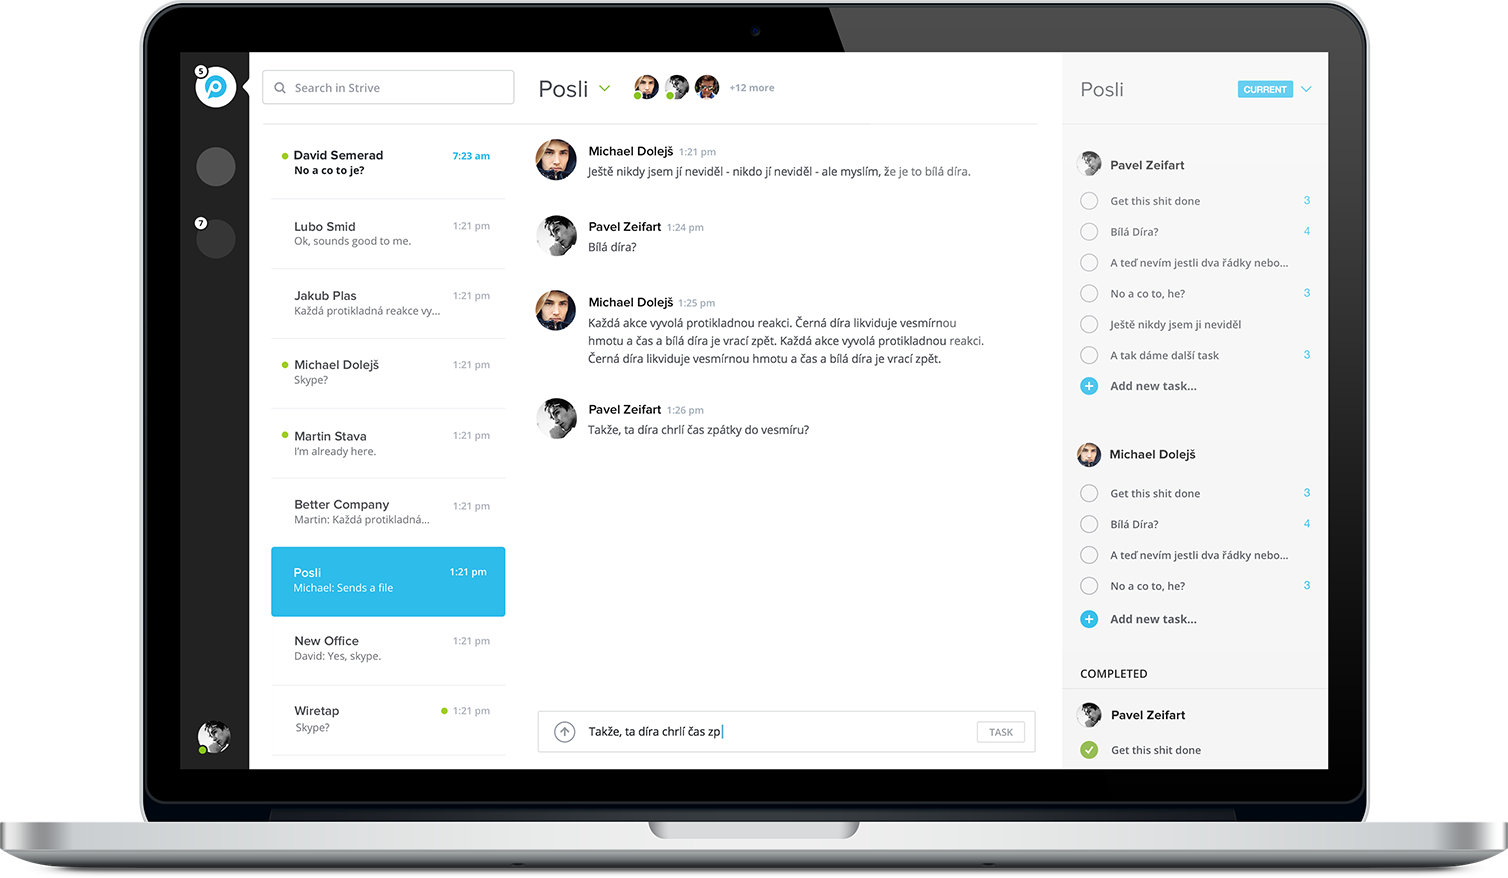 5
7
Search in Strive
David Semerad 7:23 am
No a co to je?
Lubo Smid 1:21 pm
Ok, sounds good to me.
Jakub Plas 1:21 pm
Každá protikladná reakce vy...
Michael Dolejš 1:21 pm
Skype?
Martin Stava 1:21 pm
I'm already here.
Better Company 1:21 pm
Martin: Každá protikladná...
Posli 1:21 pm
Michael: Sends a file
New Office 1:21 pm
David: Yes, skype.
Wiretap 1:21 pm
Skype?
Posli +12 more
Michael Dolejš 1:21 pm
Ještě nikdy jsem jí neviděl - nikdo jí neviděl - ale myslím, že je to bílá díra.
Pavel Zeifart 1:24 pm
Bílá díra?
Michael Dolejš 1:25 pm
Každá akce vyvolá protikladnou reakci. Černá díra likviduje vesmírnou
hmotu a čas a bílá díra je vrací zpět. Každá akce vyvolá protikladnou reakci.
Černá díra likviduje vesmírnou hmotu a čas a bílá díra je vrací zpět.
Pavel Zeifart 1:26 pm
Takže, ta díra chrlí čas zpátky do vesmíru?
Takže, ta díra chrlí čas zp
TASK
Posli CURRENT
Pavel Zeifart
Get this shit done 3
Bílá Díra? 4
A teď nevím jestli dva řádky nebo...
No a co to, he? 3
Ještě nikdy jsem ji neviděl
A tak dáme další task 3
Add new task...
Michael Dolejš
Get this shit done 3
Bílá Díra? 4
A teď nevím jestli dva řádky nebo...
No a co to, he? 3
Add new task...
COMPLETED
Pavel Zeifart
Get this shit done